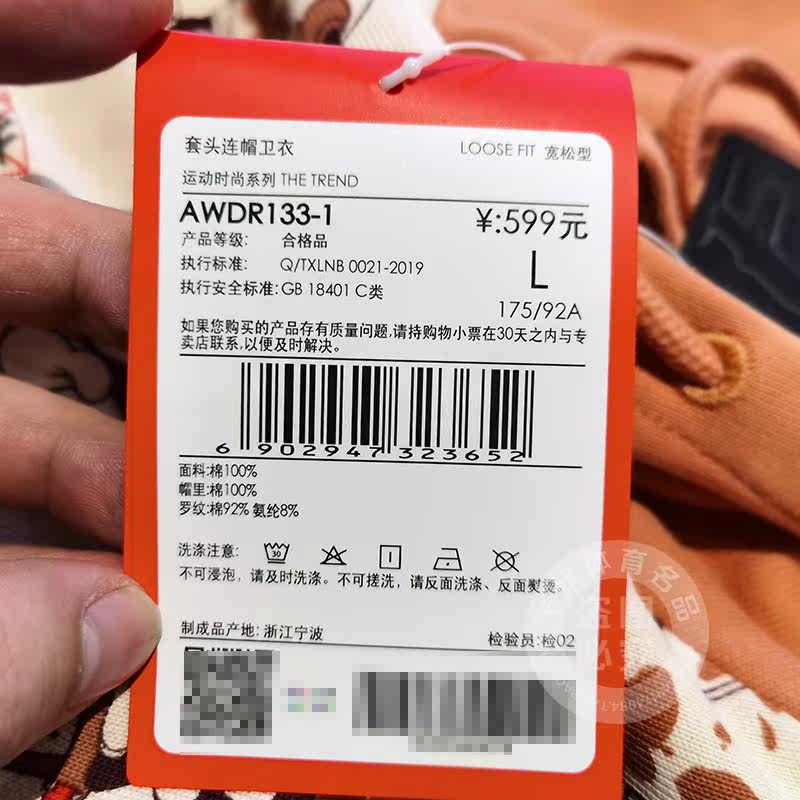 套头连帽卫衣
LOOSE FIT 宽松型
运动时尚系列 THE TREND
AWDR133-1
¥:599元
产品等级: 合格品
执行标准: Q/TXLNB 0021-2019
L
执行安全标准:GB 18401 C类
175/92A
如果您购买的产品存有质量问题,请持购物小票在30天之内与专
卖店联系,以便及时解决。
6 902947 323652
面料:棉100%
帽里:棉100%
罗纹:棉92% 氨纶8%
洗涤注意:
30
不可浸泡，请及时洗涤。不可搓洗，请反面洗涤、反面熨烫。
制成品产地: 浙江宁波
检验员:检02
体育名品
盗图
必究